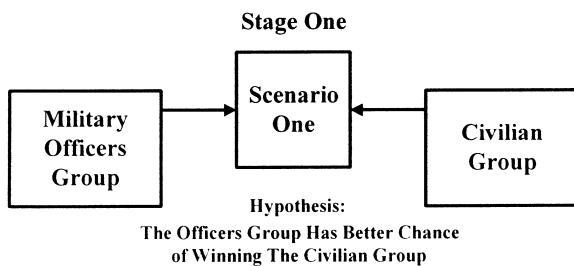 Stage One
Military
Officers
Group
Scenario
One
Civilian
Group
Hypothesis:
The Officers Group Has Better Chance
of Winning The Civilian Group